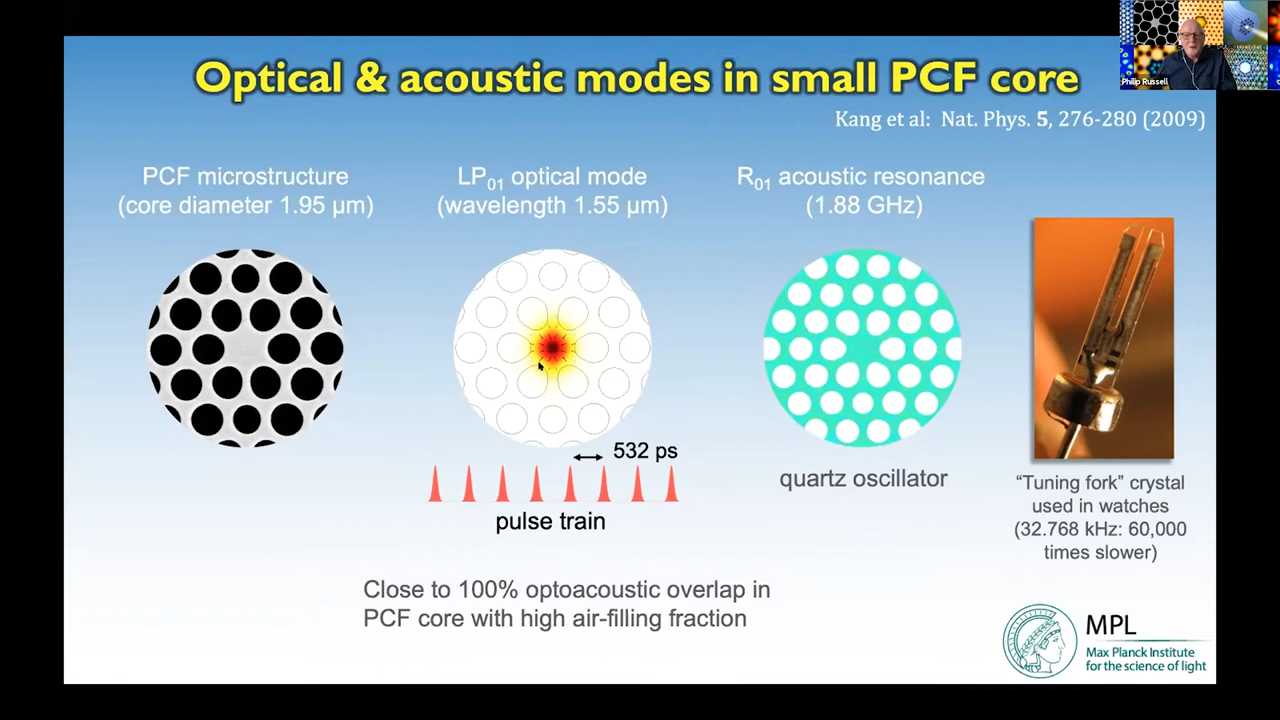 Optical & acoustic modes in small PCF core
Philip Russell
Kang et al: Nat. Phys. 5, 276-280 (2009)
PCF microstructure
(core diameter 1.95 µm)
LP01 optical mode
(wavelength 1.55 µm)
R01 acoustic resonance
(1.88 GHz)
532 ps
pulse train
quartz oscillator
“Tuning fork” crystal
used in watches
(32.768 kHz: 60,000
times slower)
Close to 100% optoacoustic overlap in
PCF core with high air-filling fraction
MPL
Max Planck Institute
for the science of light